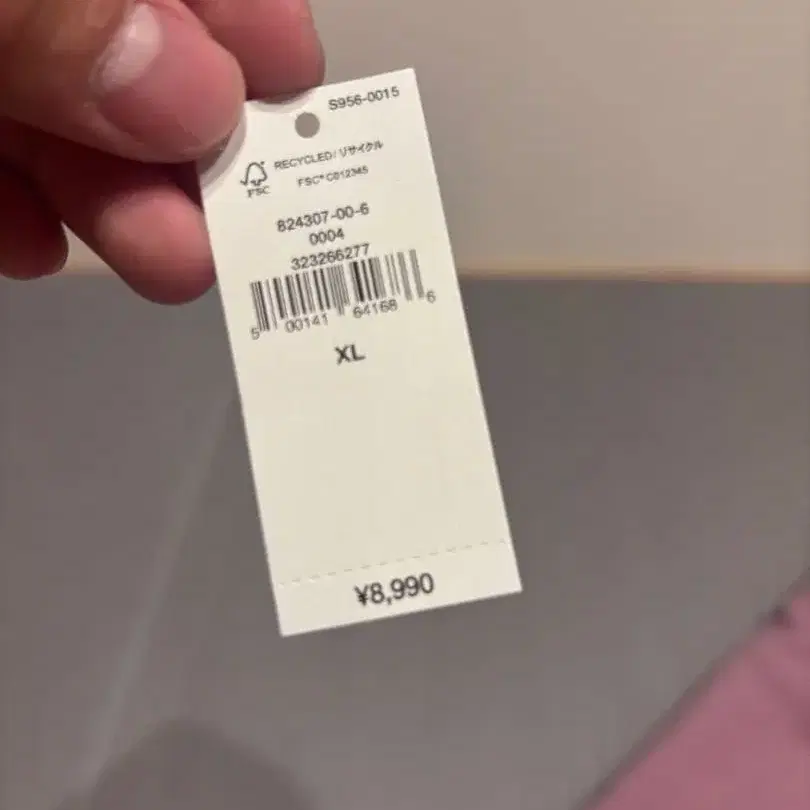 S956-0015
RECYCLED/リサイクル
FSC
FSC® C012345
824307-00-6
0004
323266277
5 00141 64168 6
XL
¥8,990